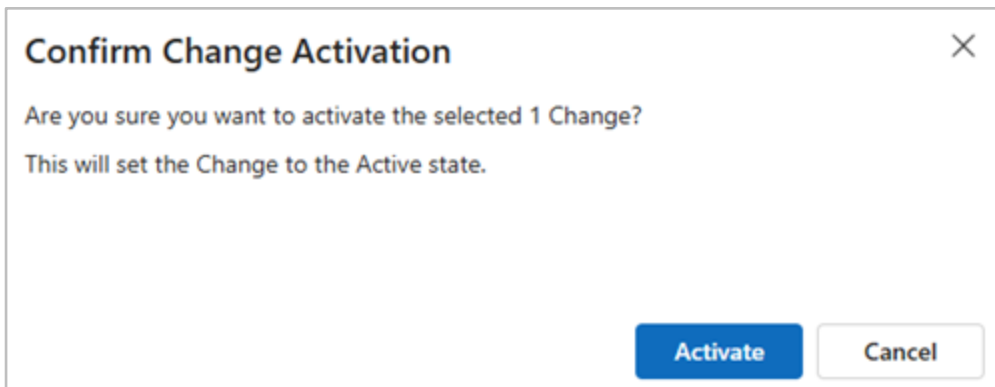 Confirm Change Activation
Are you sure you want to activate the selected 1 Change?
This will set the Change to the Active state.
Activate
Cancel